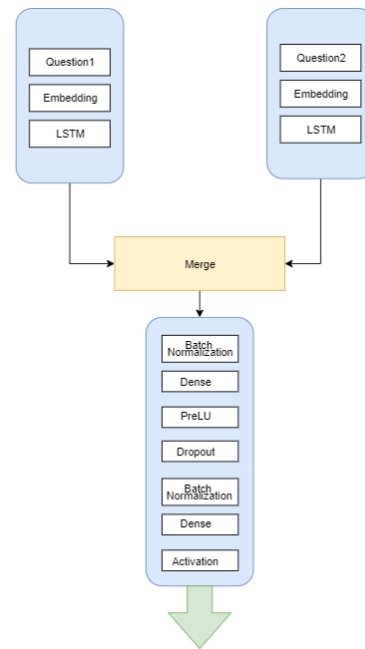 Question1
Embedding
LSTM
Question2
Embedding
LSTM
Merge
Batch
Normalization
Dense
PreLU
Dropout
Batch
Normalization
Dense
Activation